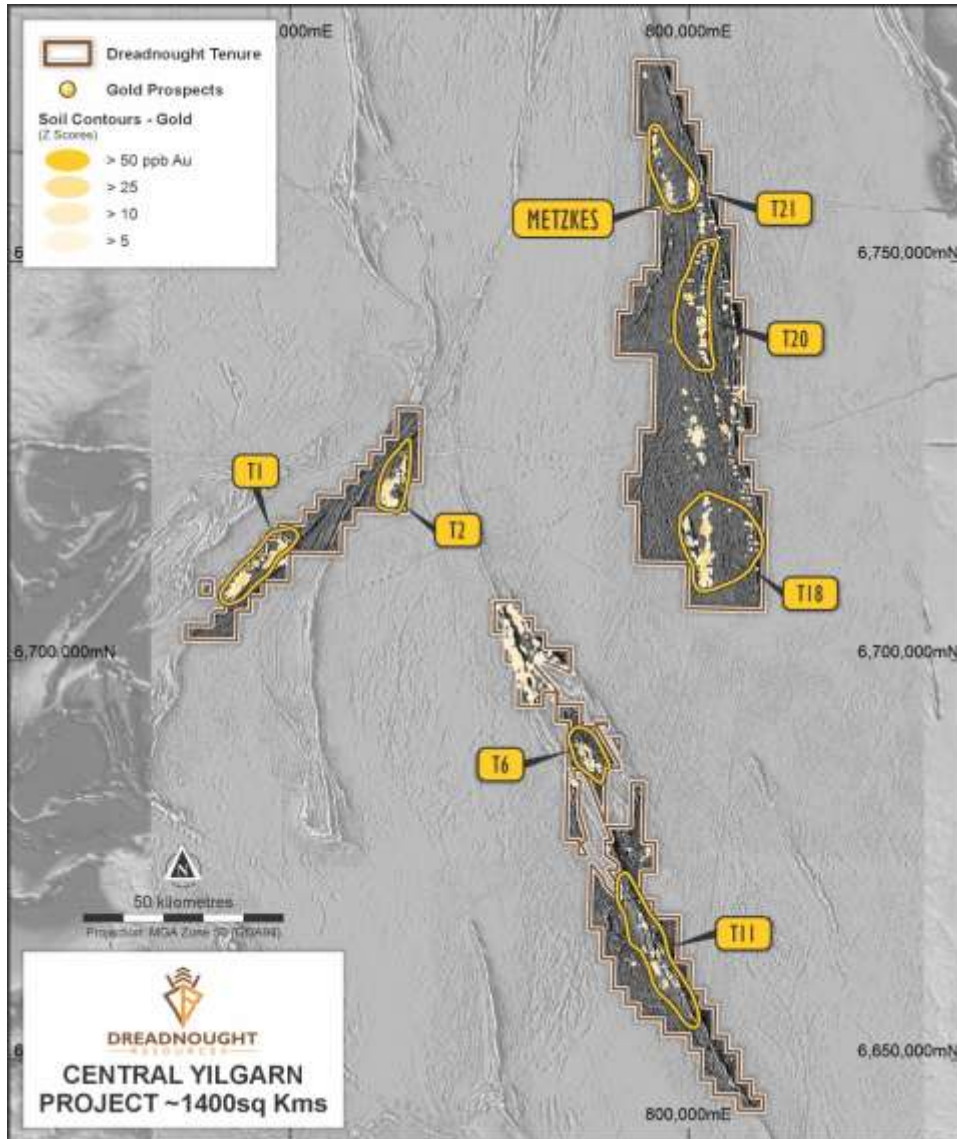 000mE
800,000mE
Dreadnought Tenure
Gold Prospects
Soil Contours - Gold
(Z Scores)
> 50 ppb Au
> 25
> 10
> 5
METZKES
T21
6,750,000mN
T20
T1
T2
T18
6,700,000mN
6,700,000mN
T6
N
50 kilometres
Projection: MGA Zone 50 (GDA94)
T11
DREADNOUGHT
RESOURCES
CENTRAL YILGARN
PROJECT ~1400sq Kms
6,650,000mN
800,000mE